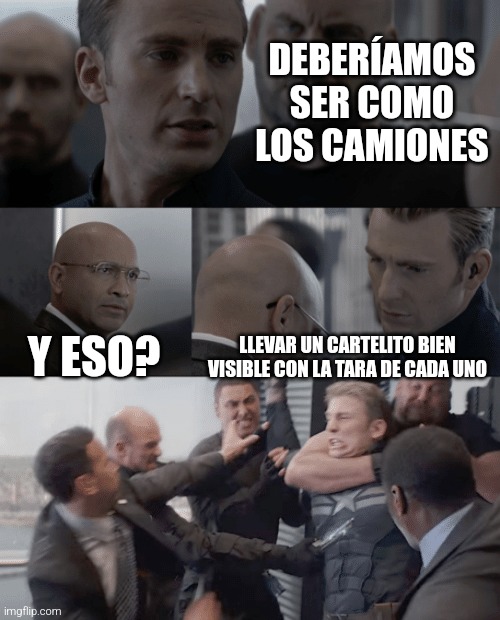 DEBERÍAMOS
SER COMO
LOS CAMIONES
Y ESO?
LLEVAR UN CARTELITO BIEN
VISIBLE CON LA TARA DE CADA UNO
imgflip.com